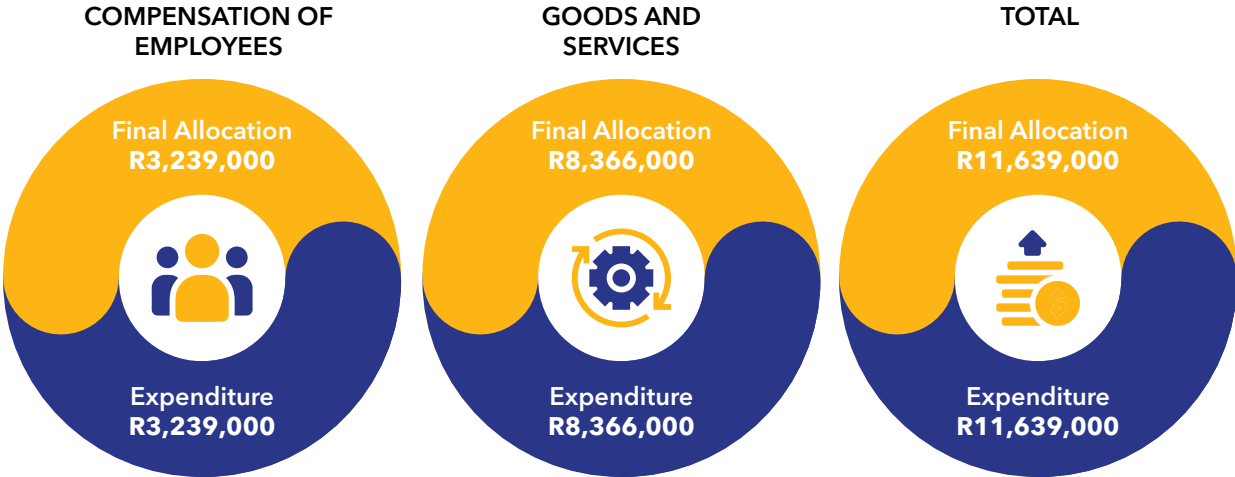 COMPENSATION OF
EMPLOYEES
Final Allocation
R3,239,000
Expenditure
R3,239,000
GOODS AND
SERVICES
Final Allocation
R8,366,000
Expenditure
R8,366,000
TOTAL
Final Allocation
R11,639,000
$
Expenditure
R11,639,000